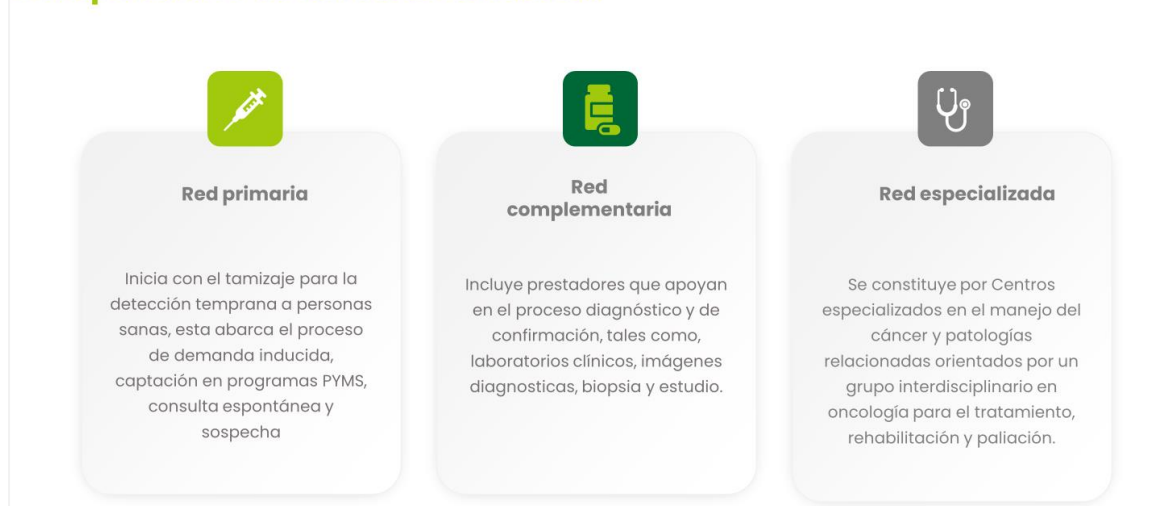 Red primaria
Inicia con el tamizaje para la
detección temprana a personas
sanas, esta abarca el proceso
de demanda inducida,
captación en programas PYMS,
consulta espontánea y
sospecha
Red
complementaria
Incluye prestadores que apoyan
en el proceso diagnóstico y de
confirmación, tales como,
laboratorios clínicos, imágenes
diagnosticas, biopsia y estudio.
Red especializada
Se constituye por Centros
especializados en el manejo del
cáncer y patologías
relacionadas orientados por un
grupo interdisciplinario en
oncología para el tratamiento,
rehabilitación y paliación.